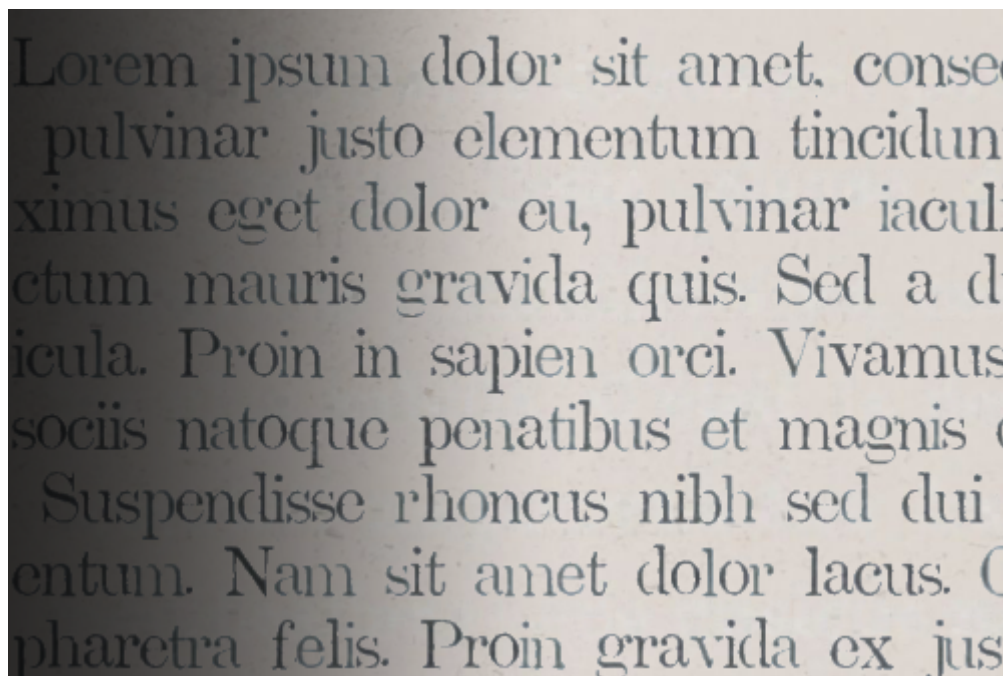 Lorem ipsum dolor sit amet, conse
pulvinar justo elementum tincidun
ximus eget dolor eu, pulvinar iaculi
ctum mauris gravida quis. Sed a d
icula. Proin in sapien orci. Vivamus
sociis natoque penatibus et magnis
Suspendisse rhoncus nibh sed dui
entum. Nam sit amet dolor lacus.
pharetra felis. Proin gravida ex jus